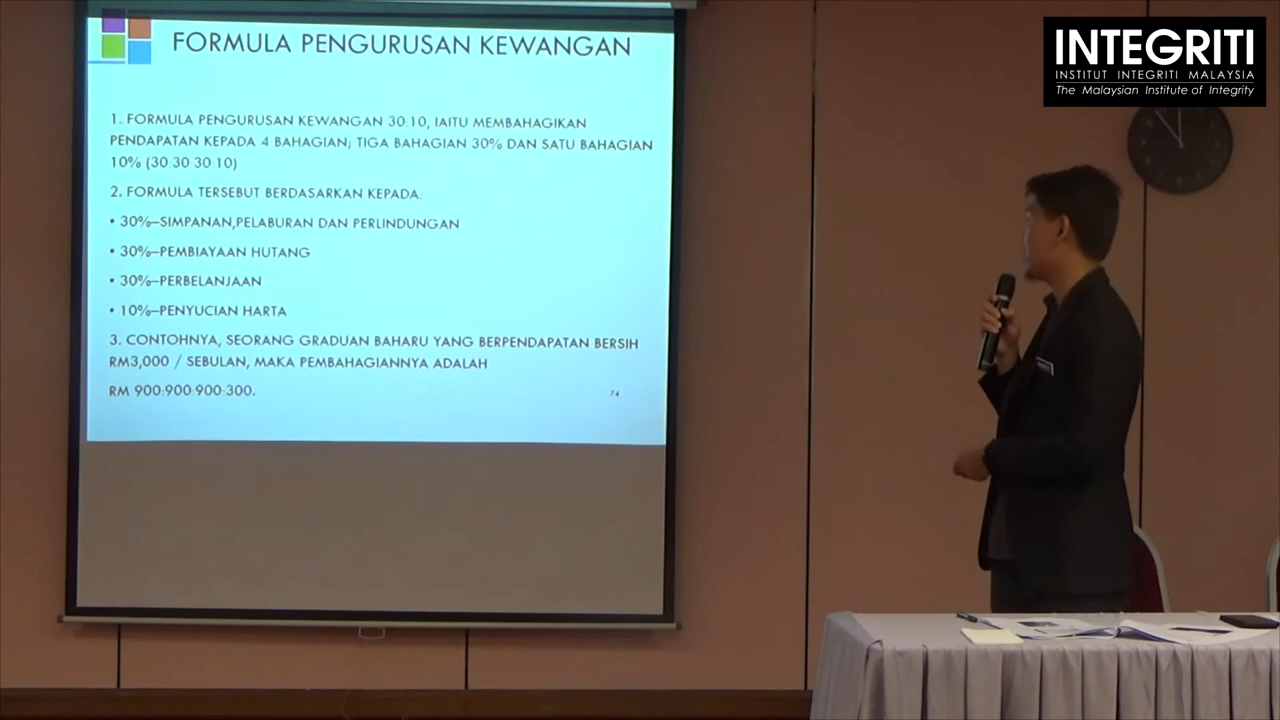 FORMULA PENGURUSAN KEWANGAN
1. FORMULA PENGURUSAN KEWANGAN 30:10, IAITU MEMBAHAGIKAN
PENDAPATAN KEPADA 4 BAHAGIAN; TIGA BAHAGIAN 30% DAN SATU BAHAGIAN
10% (30:30:30:10)
2. FORMULA TERSEBUT BERDASARKAN KEPADA:
• 30%–SIMPANAN,PELABURAN DAN PERLINDUNGAN
• 30%–PEMBIAYAAN HUTANG
• 30%–PERBELANJAAN
• 10%–PENYUCIAN HARTA
3. CONTOHNYA, SEORANG GRADUAN BAHARU YANG BERPENDAPATAN BERSIH
RM3,000 / SEBULAN, MAKA PEMBAHAGIANNYA ADALAH
RM 900:900:900:300.
74
INTEGRITI
INSTITUT INTEGRITI MALAYSIA
The Malaysian Institute of Integrity